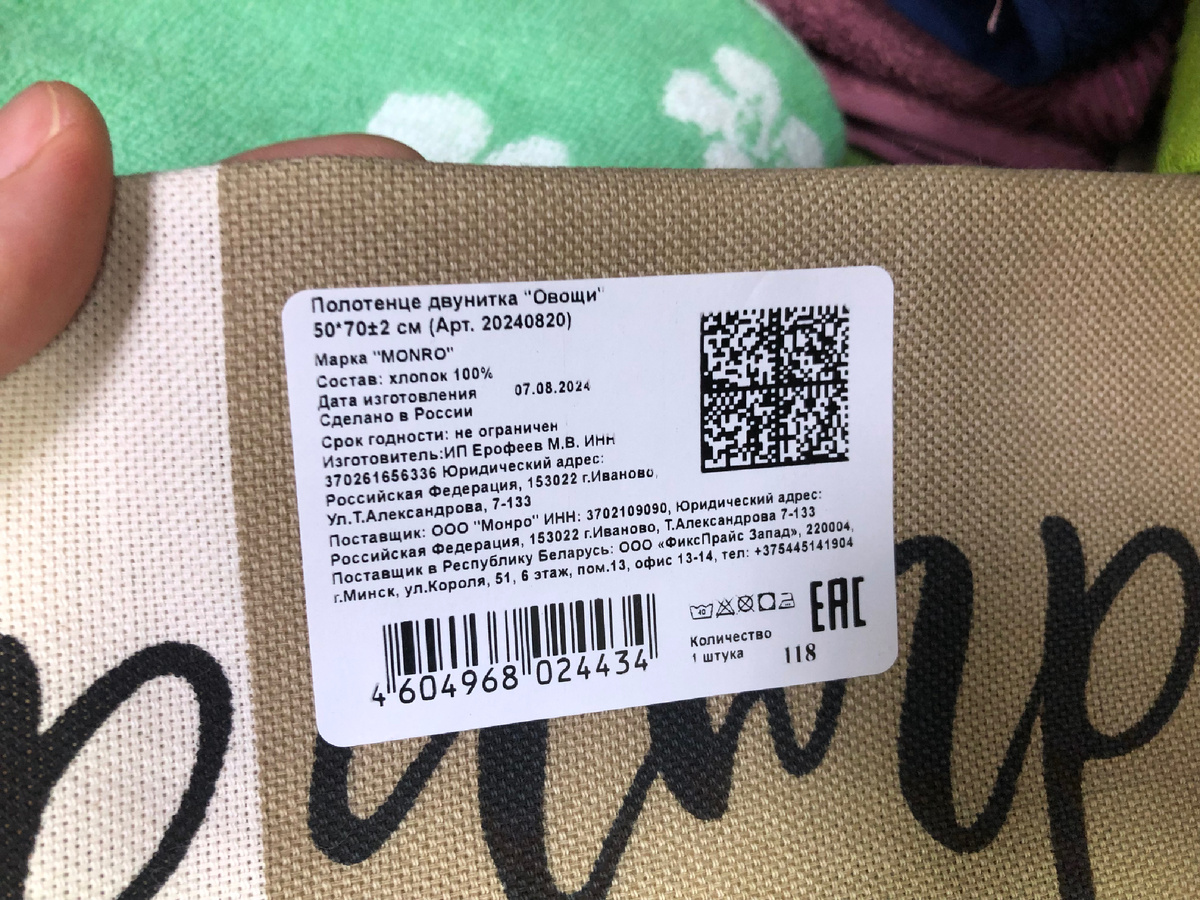 Полотенце двунитка "Овощи"
50*70±2 см (Арт. 20240820)
Марка "MONRO"
Состав: хлопок 100%
Дата изготовления 07.08.2024
Сделано в России
Срок годности: не ограничен
Изготовитель:ИП Ерофеев М.В. ИНН
370261656336 Юридический адрес:
Российская Федерация, 153022 г.Иваново,
Ул.Т.Александрова, 7-133
Поставщик: ООО "Монро" ИНН: 3702109090, Юридический адрес:
Российская Федерация, 153022 г.Иваново, Т.Александрова 7-133
Поставщик в Республику Беларусь: ООО «ФиксПрайс Запад», 220004,
г.Минск, ул.Короля, 51, 6 этаж, пом.13, офис 13-14, тел: +375445141904
40
EAC
Количество
1 штука 118
4 604968 024434